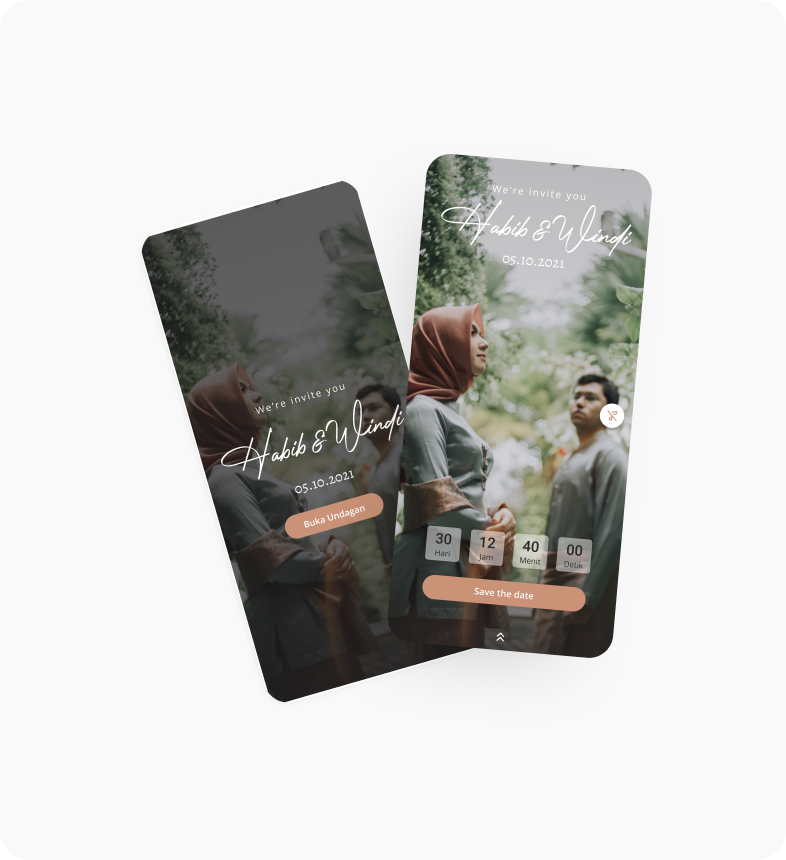 We're invite you
Habib & Windi
05.10.2021
Buka Undagan
We're invite you
Habib & Windi
05.10.2021
30 12 40 00
Hari Jam Menit Detik
Save the date